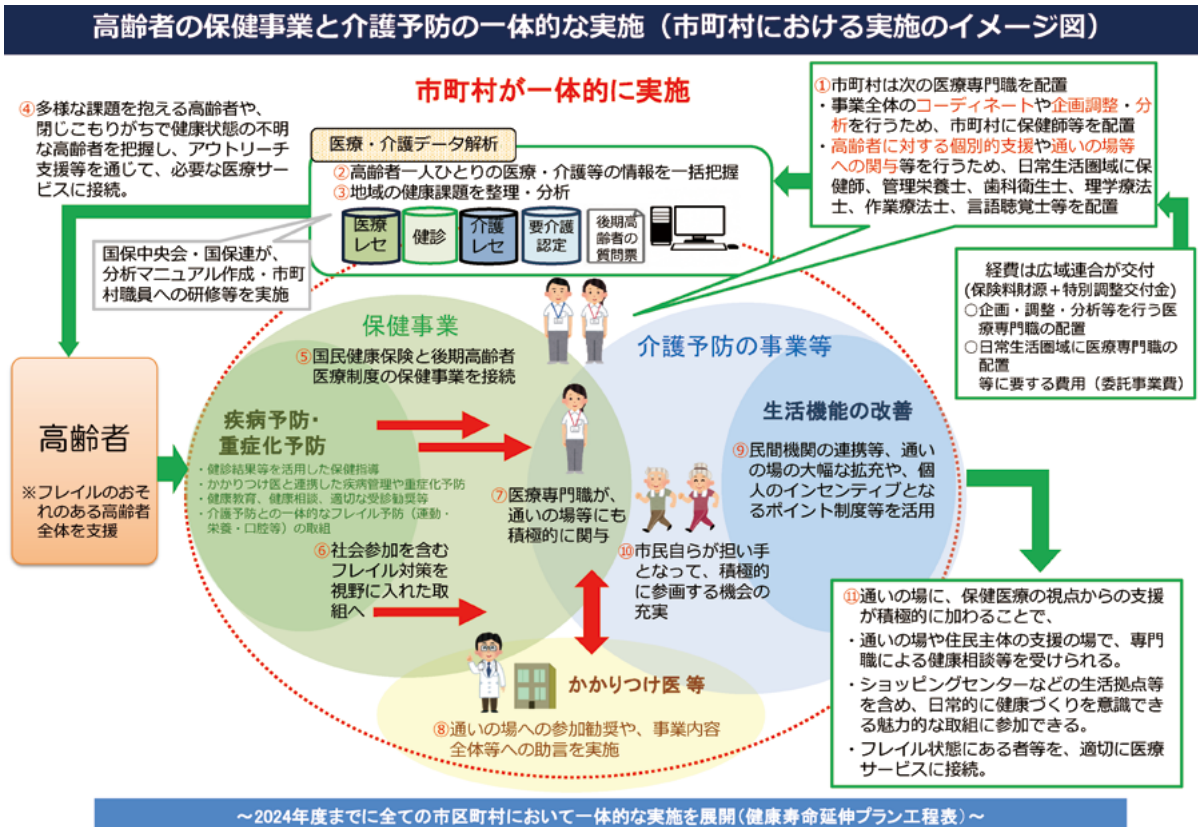 高齢者の保健事業と介護予防の一体的な実施（市町村における実施のイメージ図）
市町村が一体的に実施
④多様な課題を抱える高齢者や、
閉じこもりがちで健康状態の不明
な高齢者を把握し、アウトリーチ
支援等を通じて、必要な医療サー
ビスに接続。
医療・介護データ解析
②高齢者一人ひとりの医療・介護等の情報を一括把握
③地域の健康課題を整理・分析
医療
レセ
健診
介護
レセ
要介護
認定
後期高
齢者の
質問票
①市町村は次の医療専門職を配置
・事業全体のコーディネートや企画調整・分
析を行うため、市町村に保健師等を配置
・高齢者に対する個別的支援や通いの場等
への関与等を行うため、日常生活圏域に保
健師、管理栄養士、歯科衛生士、理学療法
士、作業療法士、言語聴覚士等を配置
国保中央会・国保連が、
分析マニュアル作成・市町
村職員への研修等を実施
経費は広域連合が交付
(保険料財源＋特別調整交付金)
○企画・調整・分析等を行う医
療専門職の配置
○日常生活圏域に医療専門職の
配置
等に要する費用（委託事業費）
高齢者
※フレイルのおそ
れのある高齢者
全体を支援
保健事業
⑤国民健康保険と後期高齢者
医療制度の保健事業を接続
疾病予防・
重症化予防
・健診結果等を活用した保健指導
・かかりつけ医と連携した疾病管理や重症化予防
・健康教育、健康相談、適切な受診勧奨等
・介護予防との一体的なフレイル予防（運動・
栄養・口腔等）の取組
⑥社会参加を含む
フレイル対策を
視野に入れた取
組へ
⑦医療専門職が、
通いの場等にも
積極的に関与
介護予防の事業等
生活機能の改善
⑨民間機関の連携等、通い
の場の大幅な拡充や、個
人のインセンティブとな
るポイント制度等を活用
⑩市民自らが担い手
となって、積極的
に参画する機会の
充実
かかりつけ医 等
⑧通いの場への参加勧奨や、事業内容
全体等への助言を実施
⑪通いの場に、保健医療の視点からの支援
が積極的に加わることで、
・通いの場や住民主体の支援の場で、専門
職による健康相談等を受けられる。
・ショッピングセンターなどの生活拠点等
を含め、日常的に健康づくりを意識でき
る魅力的な取組に参加できる。
・フレイル状態にある者等を、適切に医療
サービスに接続。
～2024年度までに全ての市区町村において一体的な実施を展開(健康寿命延伸プラン工程表)～